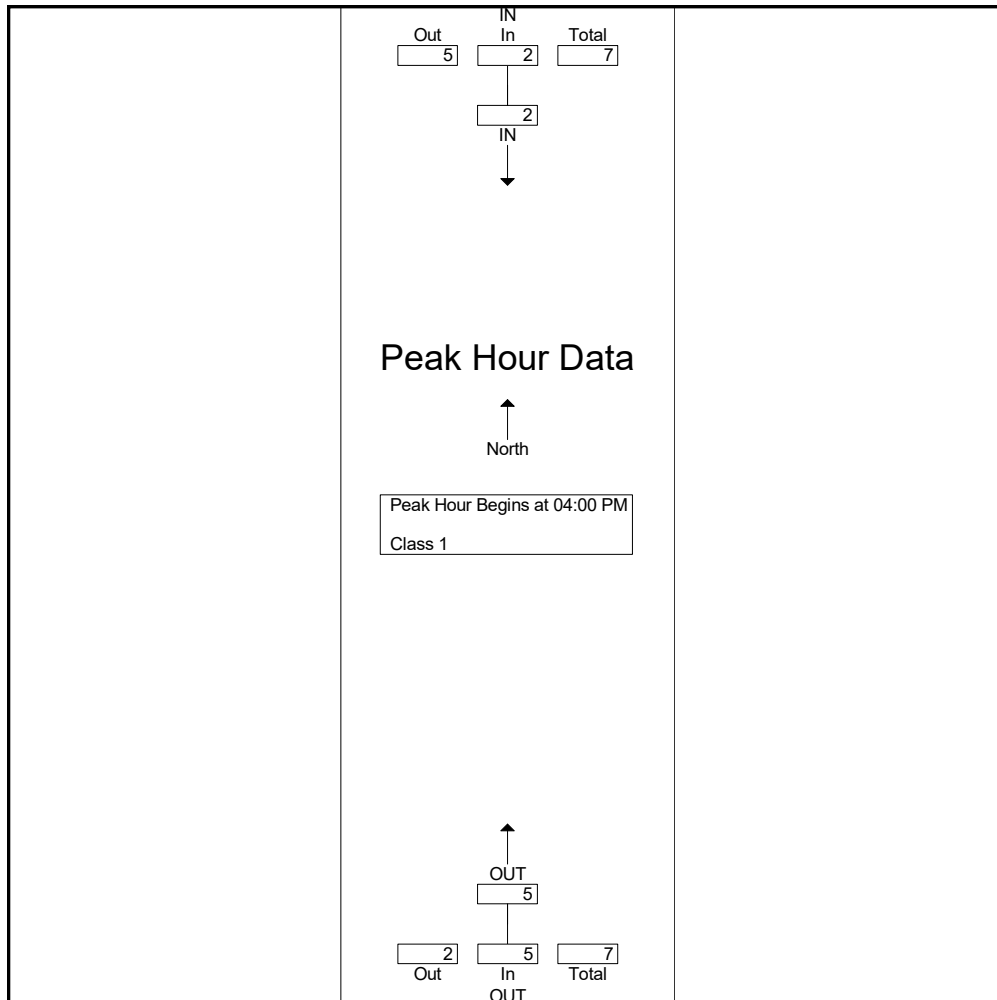 IN
Out In Total
5 2 7
2
IN
Peak Hour Data
North
Peak Hour Begins at 04:00 PM
Class 1
OUT
5
2 5 7
Out In Total
OUT